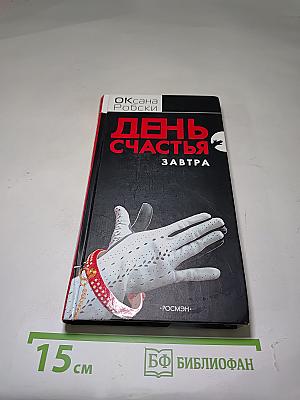 ОКсана
Робски
ДЕНЬ
СЧАСТЬЯ
ЗАВТРА
·РОСМЭН·
15 см
БФ БИБЛИОФАН